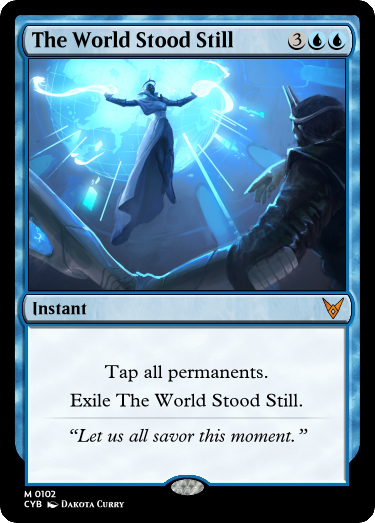 The World Stood Still 3
Instant
Tap all permanents.
Exile The World Stood Still.
“Let us all savor this moment.”
M 0102
CYB Dakota Curry